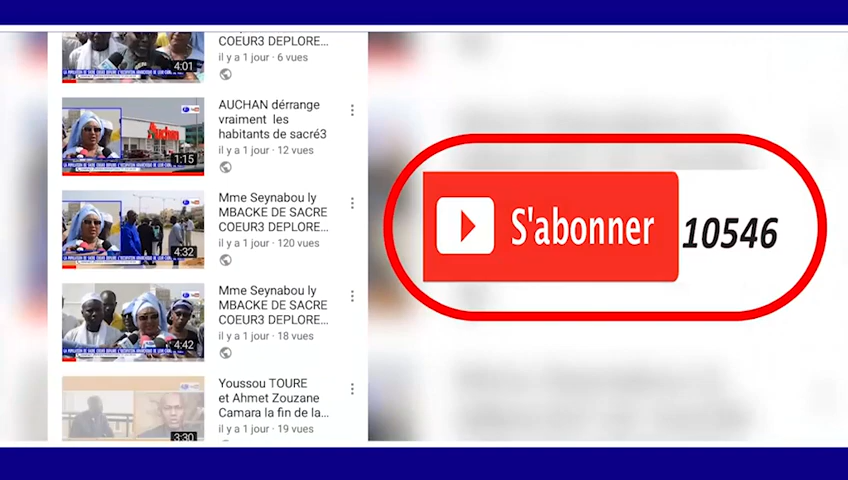 COEUR3 DEPLORE...
il y a 1 jour · 6 vues
4:01
AUCHAN dérrange
vraiment les
habitants de sacré3
il y a 1 jour · 12 vues
Auchan
1:15
Mme Seynabou ly
MBACKE DE SACRE
COEUR3 DEPLORE...
il y a 1 jour · 120 vues
4:32
Mme Seynabou ly
MBACKE DE SACRE
COEUR3 DEPLORE...
il y a 1 jour · 18 vues
4:42
Youssou TOURE
et Ahmet Zouzane
Camara la fin de la...
il y a 1 jour · 19 vues
3:30
S'abonner 10546